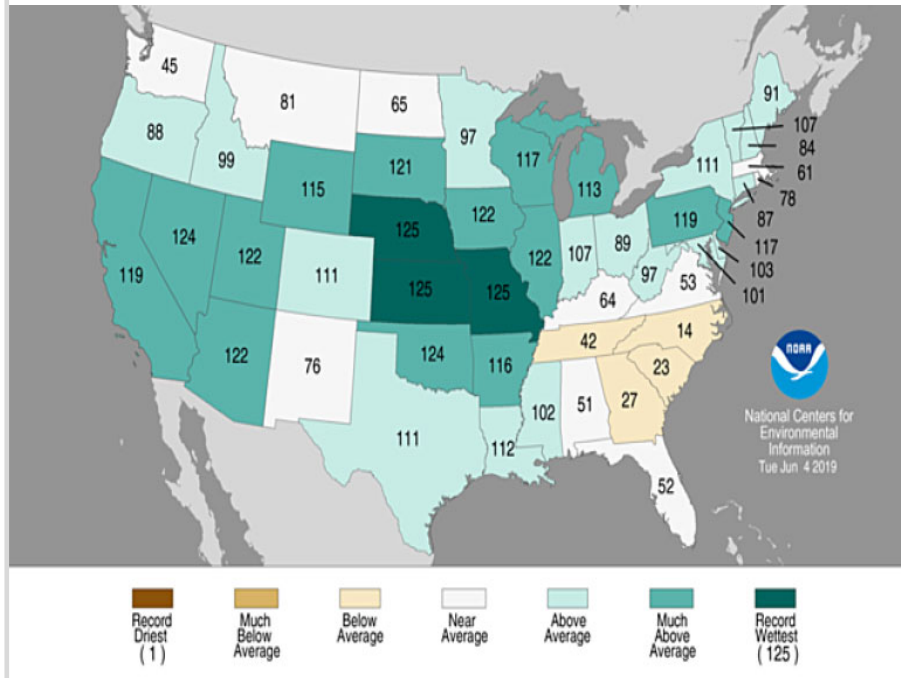 45
81
65
97
91
88
99
107
84
61
78
87
111
121
117
115
113
119
117
103
101
122
125
124
122
111
122
107
89
97
53
119
125
125
64
122
76
124
116
42
14
23
27
NOAA
National Centers for
Environmental
Information
Tue Jun 4 2019
111
112
102
51
52
Record
Driest
( 1 )
Much
Below
Average
Below
Average
Near
Average
Above
Average
Much
Above
Average
Record
Wettest
( 125 )